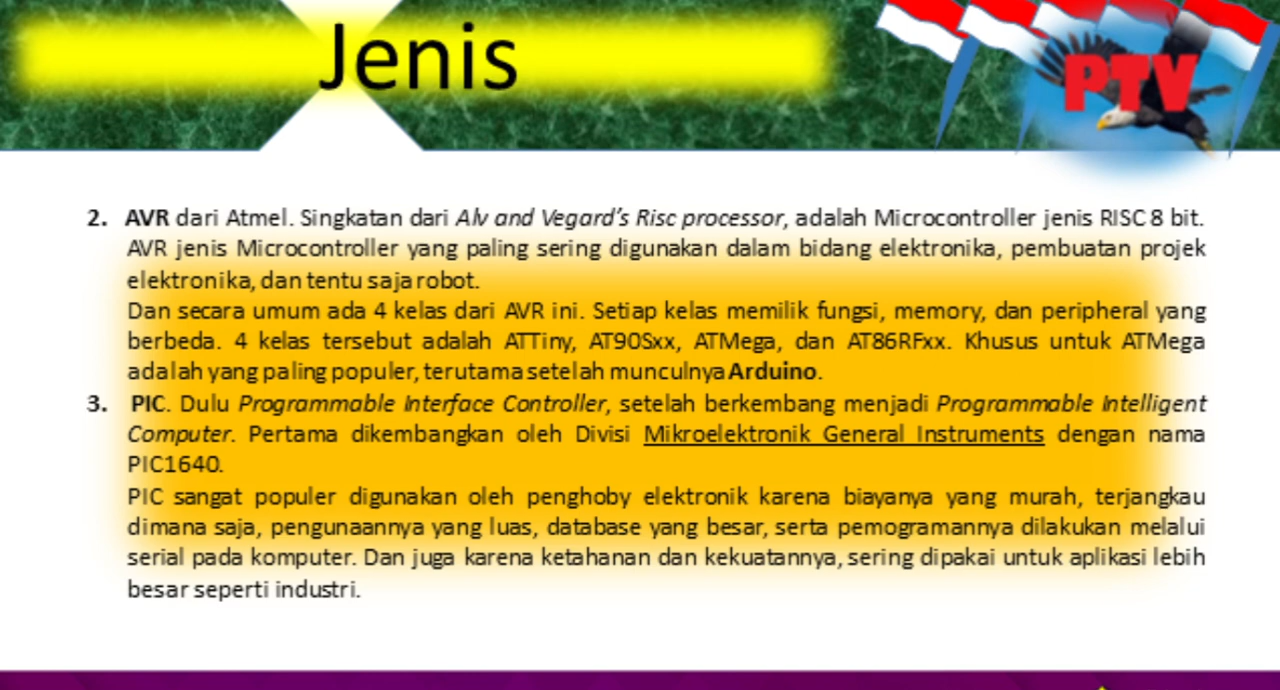 Jenis
PTV
2. AVR dari Atmel. Singkatan dari Alv and Vegard's Risc processor, adalah Microcontroller jenis RISC 8 bit.
AVR jenis Microcontroller yang paling sering digunakan dalam bidang elektronika, pembuatan projek
elektronika, dan tentu saja robot.
Dan secara umum ada 4 kelas dari AVR ini. Setiap kelas memilik fungsi, memory, dan peripheral yang
berbeda. 4 kelas tersebut adalah ATTiny, AT90Sxx, ATMega, dan AT86RFxx. Khusus untuk ATMega
adalah yang paling populer, terutama setelah munculnya Arduino.
3. PIC. Dulu Programmable Interface Controller, setelah berkembang menjadi Programmable Intelligent
Computer. Pertama dikembangkan oleh Divisi Mikroelektronik General Instruments dengan nama
PIC1640.
PIC sangat populer digunakan oleh penghoby elektronik karena biayanya yang murah, terjangkau
dimana saja, pengunaannya yang luas, database yang besar, serta pemogramannya dilakukan melalui
serial pada komputer. Dan juga karena ketahanan dan kekuatannya, sering dipakai untuk aplikasi lebih
besar seperti industri.